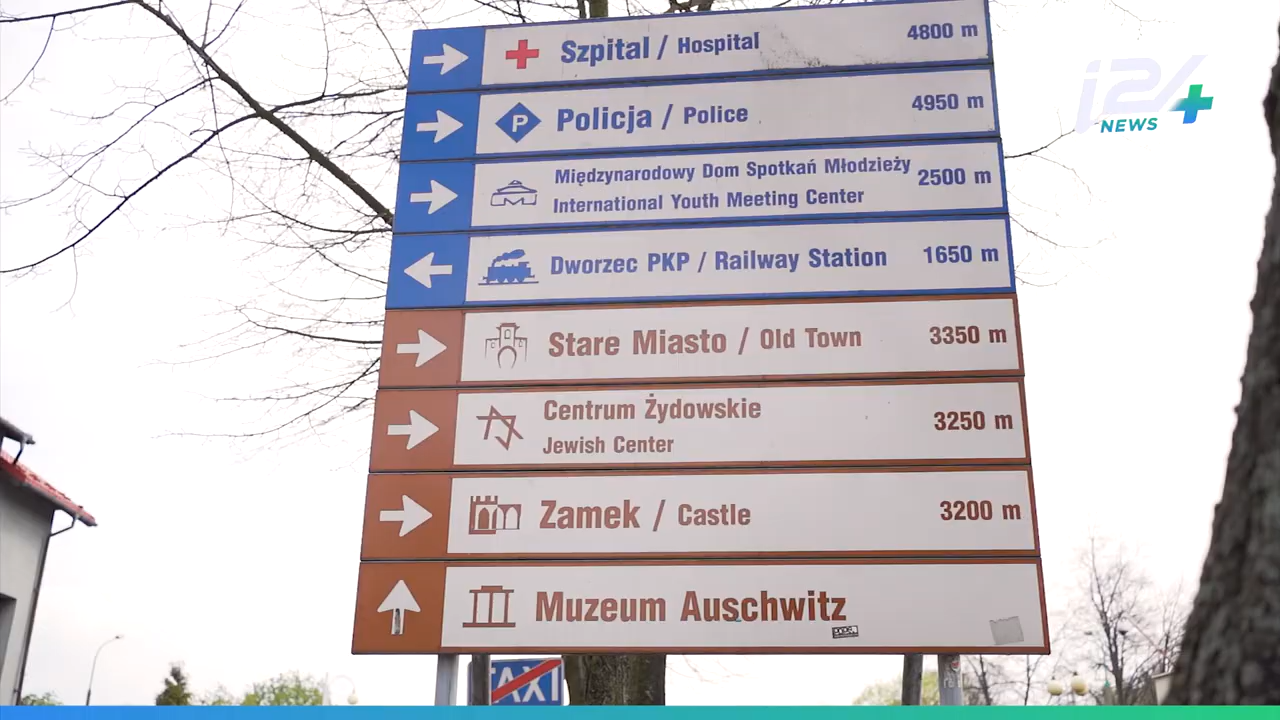 Szpital / Hospital 4800 m
i24
NEWS
P Policja / Police 4950 m
Międzynarodowy Dom Spotkań Młodzieży 2500 m
International Youth Meeting Center
Dworzec PKP / Railway Station 1650 m
Stare Miasto / Old Town 3350 m
Centrum Żydowskie 3250 m
Jewish Center
Zamek / Castle 3200 m
Muzeum Auschwitz
TAXI